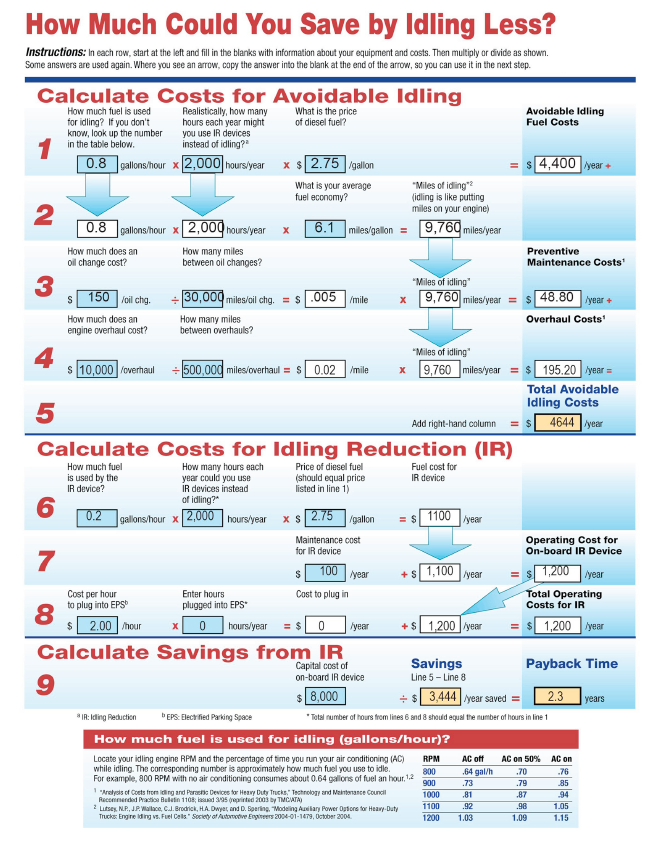 How Much Could You Save by Idling Less?
Instructions: In each row, start at the left and fill in the blanks with information about your equipment and costs. Then multiply or divide as shown.
Some answers are used again. Where you see an arrow, copy the answer into the blank at the end of the arrow, so you can use it in the next step.
Calculate Costs for Avoidable Idling
1
How much fuel is used
for idling? If you don't
know, look up the number
in the table below.
Realistically, how many
hours each year might
you use IR devices
instead of idling?a
What is the price
of diesel fuel?
Avoidable Idling
Fuel Costs
0.8 gallons/hour x 2,000 hours/year x $ 2.75 /gallon = $ 4,400 /year +
2
What is your average
fuel economy?
"Miles of idling"2
(idling is like putting
miles on your engine)
0.8 gallons/hour x 2,000 hours/year x 6.1 miles/gallon = 9,760 miles/year
3
How much does an
oil change cost?
How many miles
between oil changes?
"Miles of idling"
Preventive
Maintenance Costs1
$ 150 /oil chg. ÷ 30,000 miles/oil chg. = $ .005 /mile x 9,760 miles/year = $ 48.80 /year +
4
How much does an
engine overhaul cost?
How many miles
between overhauls?
"Miles of idling"
Overhaul Costs1
$ 10,000 /overhaul ÷ 500,000 miles/overhaul = $ 0.02 /mile x 9,760 miles/year = $ 195.20 /year =
5
Total Avoidable
Idling Costs
Add right-hand column = $ 4644 /year
Calculate Costs for Idling Reduction (IR)
6
How much fuel
is used by the
IR device?
How many hours each
year could you use
IR devices instead
of idling?*
Price of diesel fuel
(should equal price
listed in line 1)
Fuel cost for
IR device
0.2 gallons/hour x 2,000 hours/year x $ 2.75 /gallon = $ 1100 /year
7
Maintenance cost
for IR device
Operating Cost for
On-board IR Device
$ 100 /year + $ 1,100 /year = $ 1,200 /year
8
Cost per hour
to plug into EPSb
Enter hours
plugged into EPS*
Cost to plug in
Total Operating
Costs for IR
$ 2.00 /hour x 0 hours/year = $ 0 /year + $ 1,200 /year = $ 1,200 /year
Calculate Savings from IR
9
Capital cost of
on-board IR device
Savings
Line 5 – Line 8
Payback Time
$ 8,000 ÷ $ 3,444 /year saved = 2.3 years
a IR: Idling Reduction b EPS: Electrified Parking Space * Total number of hours from lines 6 and 8 should equal the number of hours in line 1
How much fuel is used for idling (gallons/hour)?
Locate your idling engine RPM and the percentage of time you run your air conditioning (AC)
while idling. The corresponding number is approximately how much fuel you use to idle.
For example, 800 RPM with no air conditioning consumes about 0.64 gallons of fuel an hour.1,2
1 "Analysis of Costs from Idling and Parasitic Devices for Heavy Duty Trucks," Technology and Maintenance Council
Recommended Practice Bulletin 1108; issued 3/95 (reprinted 2003 by TMC/ATA)
2 Lutsey, N.P., J.P. Wallace, C.J. Brodrick, H.A. Dwyer, and D. Sperling, "Modeling Auxiliary Power Options for Heavy-Duty
Trucks: Engine Idling vs. Fuel Cells." Society of Automotive Engineers 2004-01-1479, October 2004.
RPM AC off AC on 50% AC on
800 .64 gal/h .70 .76
900 .73 .79 .85
1000 .81 .87 .94
1100 .92 .98 1.05
1200 1.03 1.09 1.15